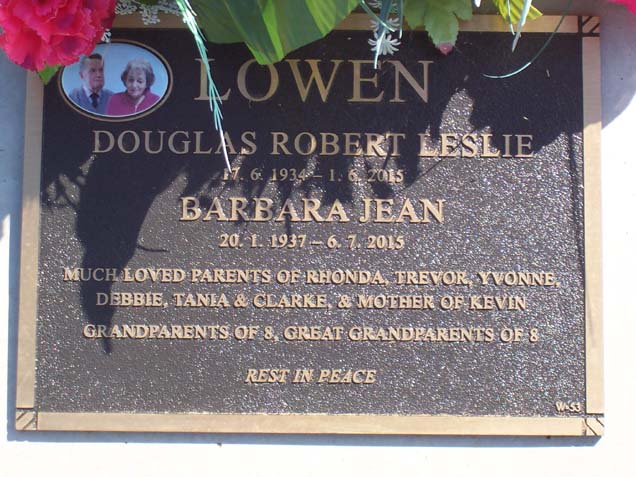 LOWEN
DOUGLAS ROBERT LESLIE
17. 6. 1934 – 1. 6. 2015
BARBARA JEAN
20. 1. 1937 – 6. 7. 2015
MUCH LOVED PARENTS OF RHONDA, TREVOR, YVONNE,
DEBBIE, TANIA & CLARKE, & MOTHER OF KEVIN
GRANDPARENTS OF 8, GREAT GRANDPARENTS OF 8
REST IN PEACE
W-53